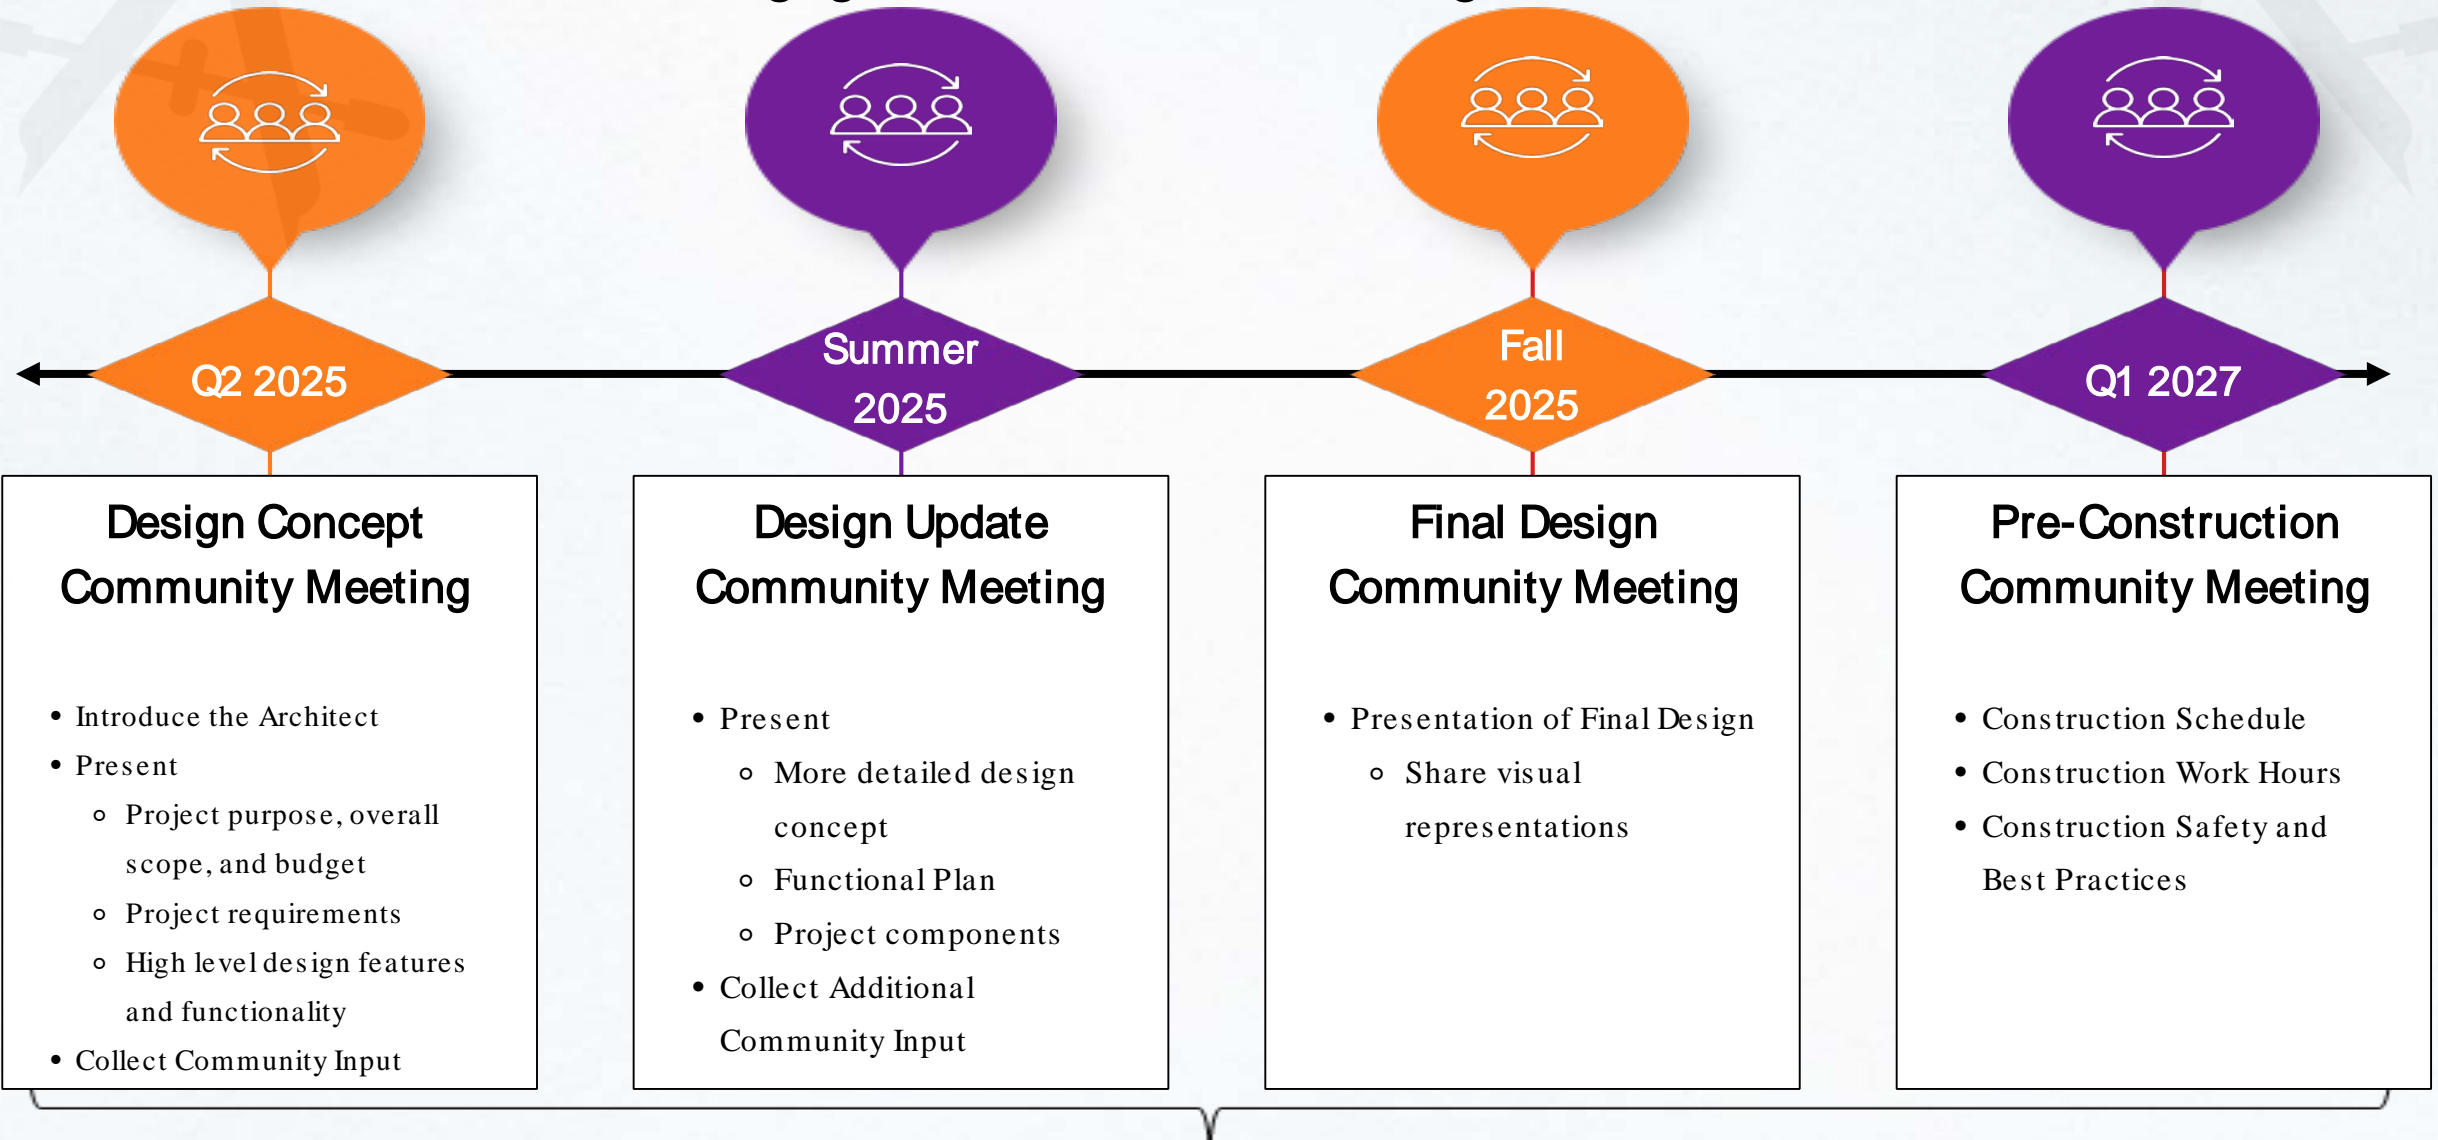 Q2 2025
Summer
2025
Fall
2025
Q1 2027
Design Concept
Community Meeting
• Introduce the Architect
• Present
○ Project purpose, overall
scope, and budget
○ Project requirements
○ High level design features
and functionality
• Collect Community Input
Design Update
Community Meeting
• Present
○ More detailed design
concept
○ Functional Plan
○ Project components
• Collect Additional
Community Input
Final Design
Community Meeting
• Presentation of Final Design
○ Share visual
representations
Pre-Construction
Community Meeting
• Construction Schedule
• Construction Work Hours
• Construction Safety and
Best Practices